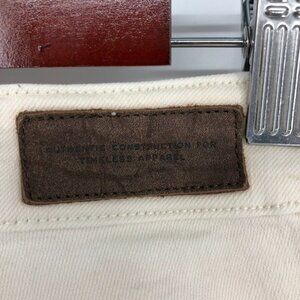 AUTHENTIC CONSTRUCTION FOR
TIMELESS APPAREL